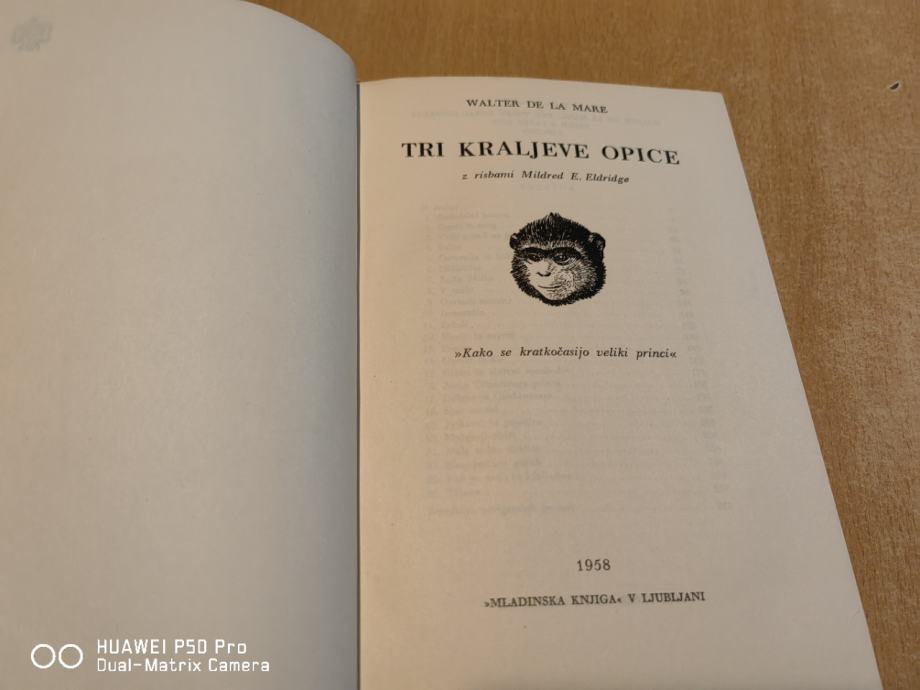 WALTER DE LA MARE
TRI KRALJEVE OPICE
z risbami Mildred E. Eldridge
»Kako se kratkočasijo veliki princi«
1958
»MLADINSKA KNJIGA« V LJUBLJANI
HUAWEI P50 Pro
Dual-Matrix Camera